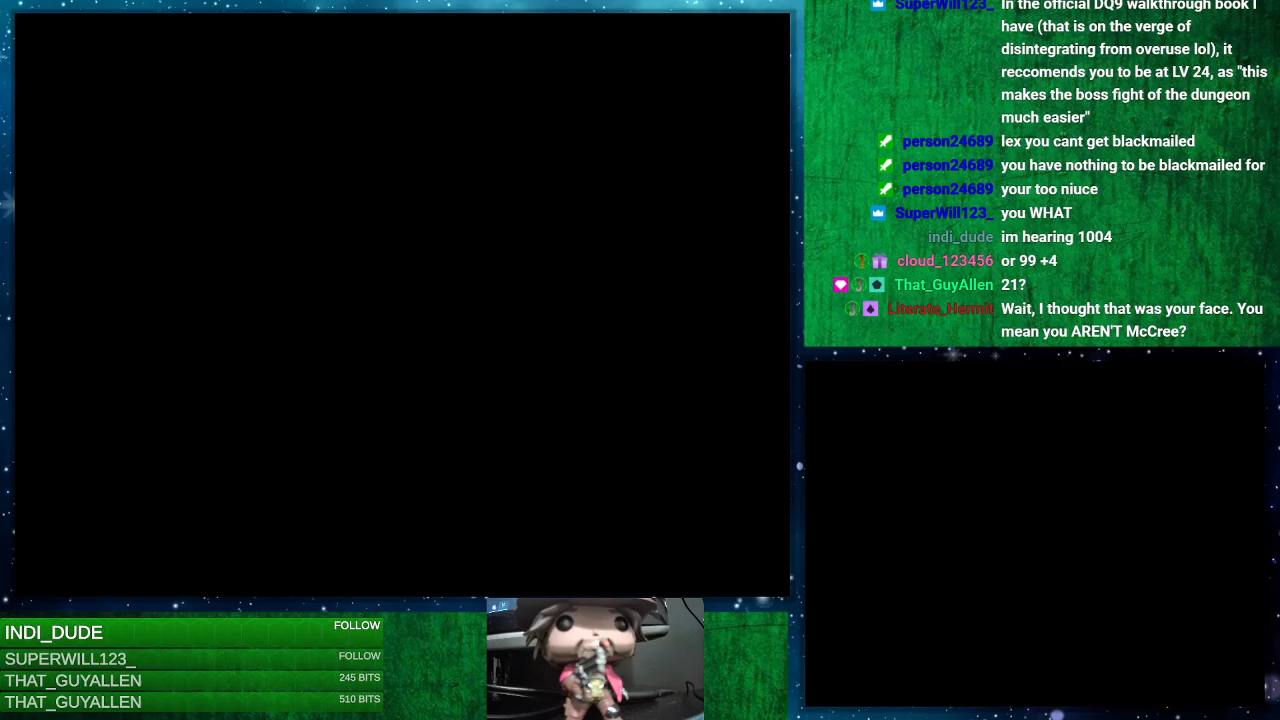 SuperWill123_ In the official DQ9 walkthrough book I
have (that is on the verge of
disintegrating from overuse lol), it
reccomends you to be at LV 24, as "this
makes the boss fight of the dungeon
much easier"
person24689 lex you cant get blackmailed
person24689 you have nothing to be blackmailed for
person24689 your too niuce
SuperWill123_ you WHAT
indi_dude im hearing 1004
cloud_123456 or 99 +4
That_GuyAllen 21?
Literate_Hermit Wait, I thought that was your face. You
mean you AREN'T McCree?
INDI_DUDE FOLLOW
SUPERWILL123_ FOLLOW
THAT_GUYALLEN 245 BITS
THAT_GUYALLEN 510 BITS